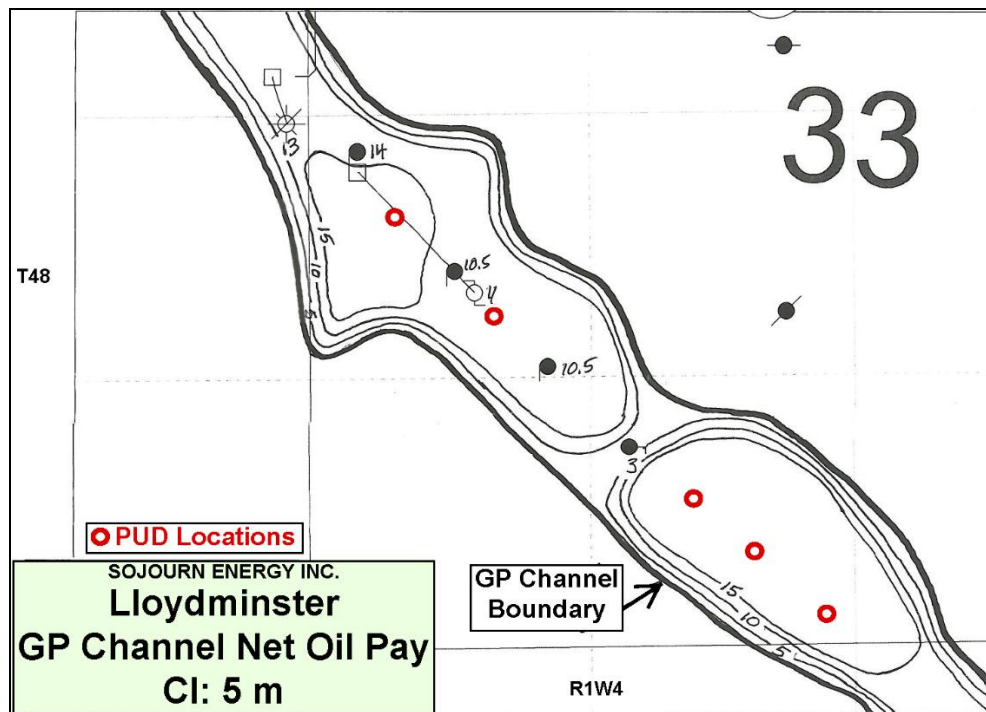 33
13
14
15
10
5
10.5
4
T48
10.5
3
PUD Locations
SOJOURN ENERGY INC.
Lloydminster
GP Channel Net Oil Pay
CI: 5 m
GP Channel
Boundary
15
10
5
R1W4